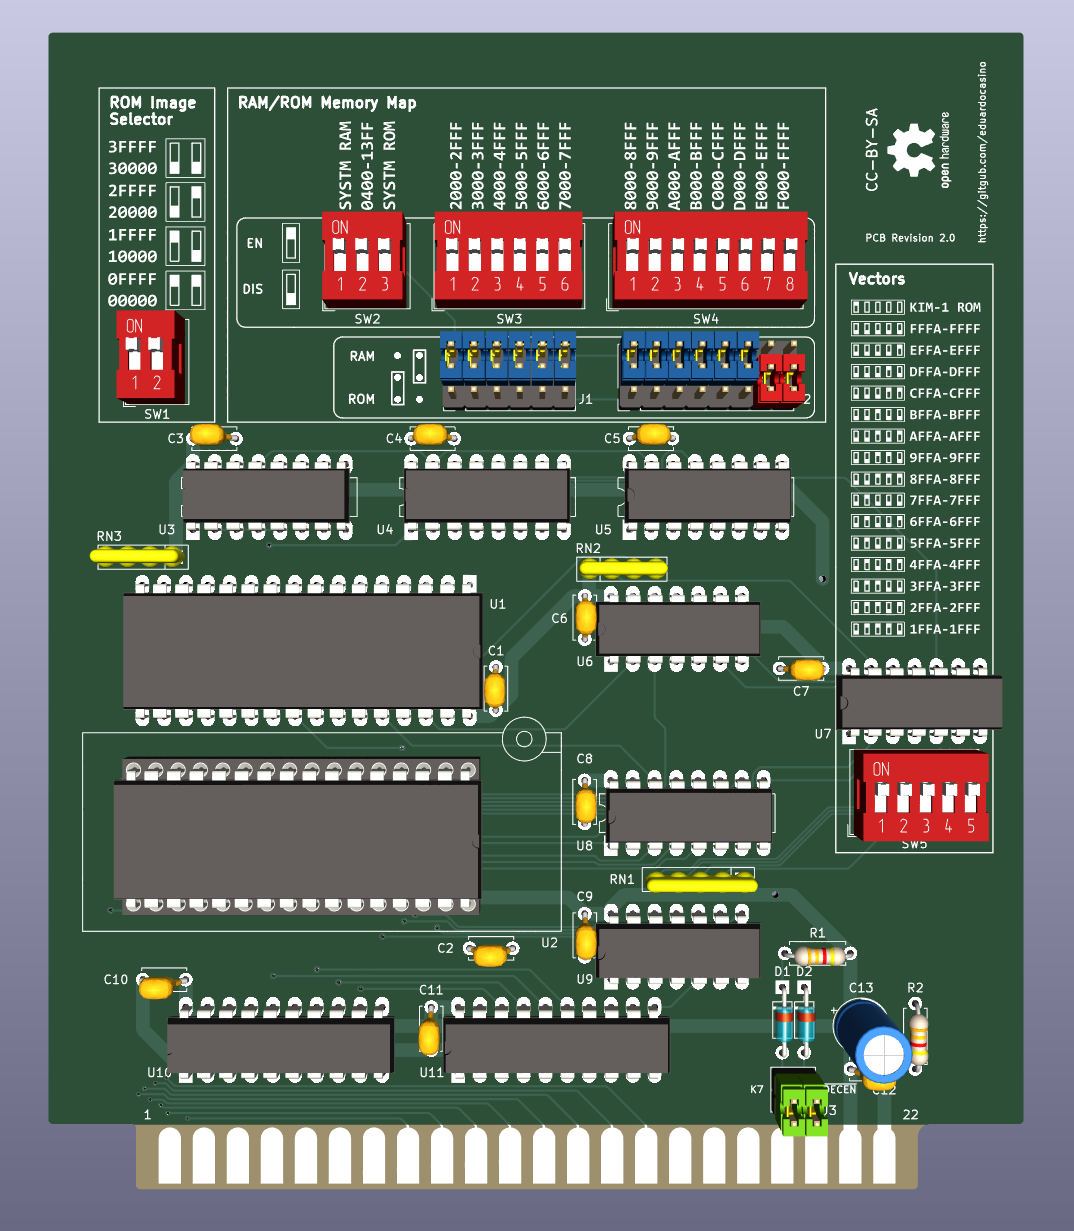 ROM Image
Selector
3FFFF
30000
2FFFF
20000
1FFFF
10000
0FFFF
00000
ON
1 2
SW1
RAM/ROM Memory Map
SYSTM RAM
0400-13FF
SYSTM ROM
2000-2FFF
3000-3FFF
4000-4FFF
5000-5FFF
6000-6FFF
7000-7FFF
8000-8FFF
9000-9FFF
A000-AFFF
B000-BFFF
C000-CFFF
D000-DFFF
E000-EFFF
F000-FFFF
EN
DIS
ON
1 2 3
SW2
ON
1 2 3 4 5 6
SW3
ON
1 2 3 4 5 6 7 8
SW4
RAM
ROM
J1
2
CC-BY-SA
open hardware
https://gitgub.com/eduardocasino
PCB Revision 2.0
Vectors
KIM-1 ROM
FFFA-FFFF
EFFA-EFFF
DFFA-DFFF
CFFA-CFFF
BFFA-BFFF
AFFA-AFFF
9FFA-9FFF
8FFA-8FFF
7FFA-7FFF
6FFA-6FFF
5FFA-5FFF
4FFA-4FFF
3FFA-3FFF
2FFA-2FFF
1FFA-1FFF
C3
C4
C5
U3
U4
U5
RN3
RN2
U1
C6
U6
C1
C7
U7
ON
1 2 3 4 5
SW5
C8
U8
RN1
C9
U9
U2
C2
R1
D1 D2
C10
C11
C13
+
R2
U10
U11
K7
DECEN
C12
J3
1
22